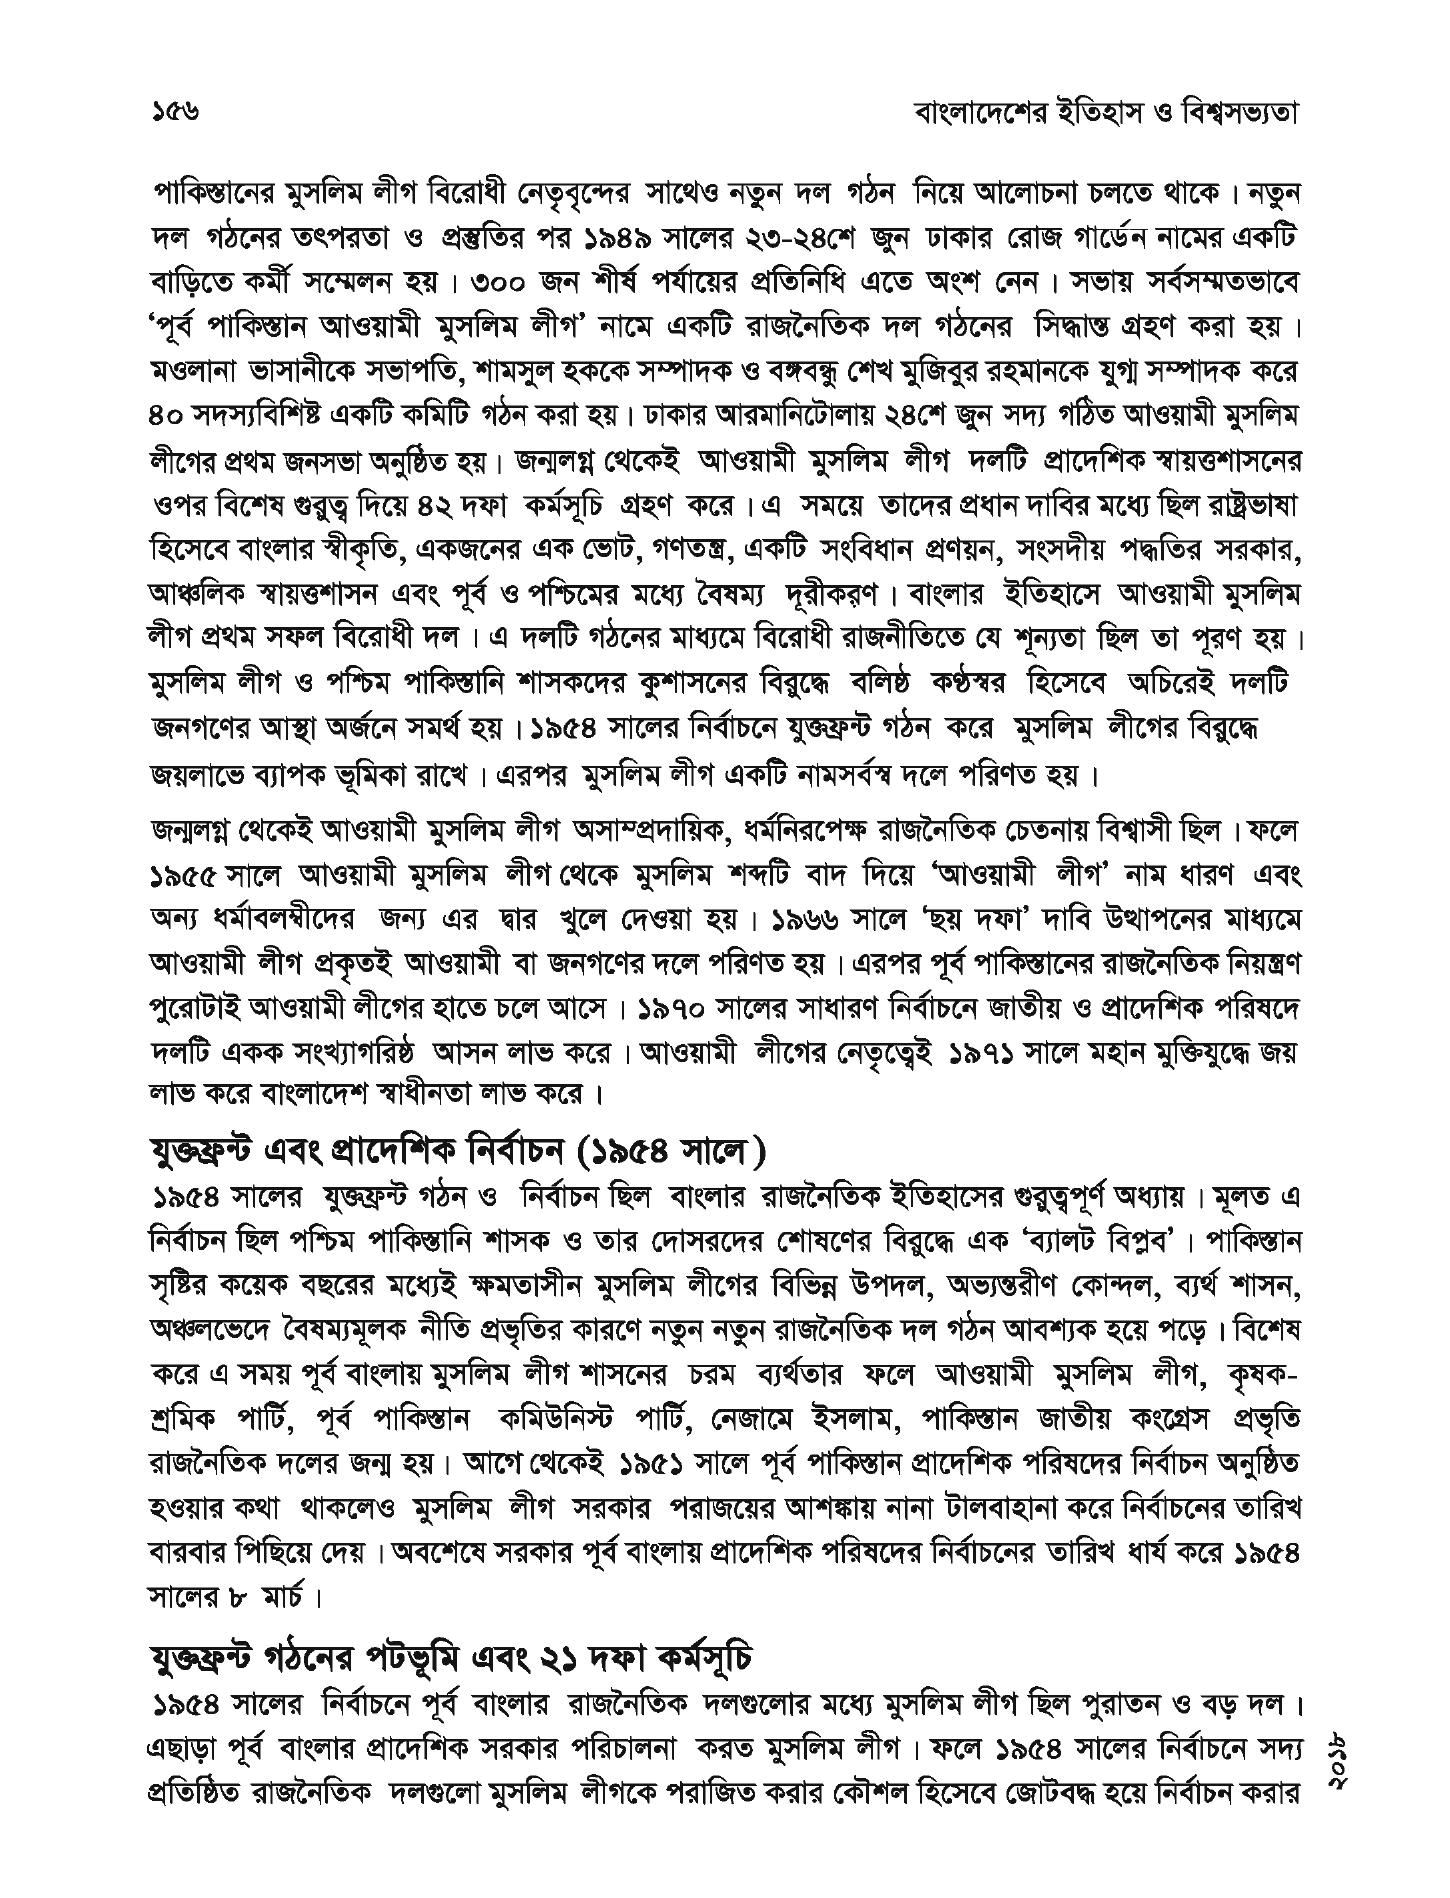 ১৫৬
বাংলাদেশের ইতিহাস ও বিশ্বসভ্যতা
পাকিস্তানের মুসলিম লীগ বিরোধী নেতৃবৃন্দের সাথেও নতুন দল গঠন নিয়ে আলোচনা চলতে থাকে। নতুন
দল গঠনের তৎপরতা ও প্রস্তুতির পর ১৯৪৯ সালের ২৩-২৪শে জুন ঢাকার রোজ গার্ডেন নামের একটি
বাড়িতে কর্মী সম্মেলন হয়। ৩০০ জন শীর্ষ পর্যায়ের প্রতিনিধি এতে অংশ নেন। সভায় সর্বসম্মতভাবে
‘পূর্ব পাকিস্তান আওয়ামী মুসলিম লীগ’ নামে একটি রাজনৈতিক দল গঠনের সিদ্ধান্ত গ্রহণ করা হয়।
মওলানা ভাসানীকে সভাপতি, শামসুল হককে সম্পাদক ও বঙ্গবন্ধু শেখ মুজিবুর রহমানকে যুগ্ম সম্পাদক করে
৪০ সদস্যবিশিষ্ট একটি কমিটি গঠন করা হয়। ঢাকার আরমানিটোলায় ২৪শে জুন সদ্য গঠিত আওয়ামী মুসলিম
লীগের প্রথম জনসভা অনুষ্ঠিত হয়। জন্মলগ্ন থেকেই আওয়ামী মুসলিম লীগ দলটি প্রাদেশিক স্বায়ত্তশাসনের
ওপর বিশেষ গুরুত্ব দিয়ে ৪২ দফা কর্মসূচি গ্রহণ করে। এ সময়ে তাদের প্রধান দাবির মধ্যে ছিল রাষ্ট্রভাষা
হিসেবে বাংলার স্বীকৃতি, একজনের এক ভোট, গণতন্ত্র, একটি সংবিধান প্রণয়ন, সংসদীয় পদ্ধতির সরকার,
আঞ্চলিক স্বায়ত্তশাসন এবং পূর্ব ও পশ্চিমের মধ্যে বৈষম্য দূরীকরণ। বাংলার ইতিহাসে আওয়ামী মুসলিম
লীগ প্রথম সফল বিরোধী দল। এ দলটি গঠনের মাধ্যমে বিরোধী রাজনীতিতে যে শূন্যতা ছিল তা পূরণ হয়।
মুসলিম লীগ ও পশ্চিম পাকিস্তানি শাসকদের কুশাসনের বিরুদ্ধে বলিষ্ঠ কণ্ঠস্বর হিসেবে অচিরেই দলটি
জনগণের আস্থা অর্জনে সমর্থ হয়। ১৯৫৪ সালের নির্বাচনে যুক্তফ্রন্ট গঠন করে মুসলিম লীগের বিরুদ্ধে
জয়লাভে ব্যাপক ভূমিকা রাখে। এরপর মুসলিম লীগ একটি নামসর্বস্ব দলে পরিণত হয়।
জন্মলগ্ন থেকেই আওয়ামী মুসলিম লীগ অসাম্প্রদায়িক, ধর্মনিরপেক্ষ রাজনৈতিক চেতনায় বিশ্বাসী ছিল। ফলে
১৯৫৫ সালে আওয়ামী মুসলিম লীগ থেকে মুসলিম শব্দটি বাদ দিয়ে ‘আওয়ামী লীগ’ নাম ধারণ এবং
অন্য ধর্মাবলম্বীদের জন্য এর দ্বার খুলে দেওয়া হয়। ১৯৬৬ সালে ‘ছয় দফা’ দাবি উত্থাপনের মাধ্যমে
আওয়ামী লীগ প্রকৃতই আওয়ামী বা জনগণের দলে পরিণত হয়। এরপর পূর্ব পাকিস্তানের রাজনৈতিক নিয়ন্ত্রণ
পুরোটাই আওয়ামী লীগের হাতে চলে আসে। ১৯৭০ সালের সাধারণ নির্বাচনে জাতীয় ও প্রাদেশিক পরিষদে
দলটি একক সংখ্যাগরিষ্ঠ আসন লাভ করে। আওয়ামী লীগের নেতৃত্বেই ১৯৭১ সালে মহান মুক্তিযুদ্ধে জয়
লাভ করে বাংলাদেশ স্বাধীনতা লাভ করে।
যুক্তফ্রন্ট এবং প্রাদেশিক নির্বাচন (১৯৫৪ সালে)
১৯৫৪ সালের যুক্তফ্রন্ট গঠন ও নির্বাচন ছিল বাংলার রাজনৈতিক ইতিহাসের গুরুত্বপূর্ণ অধ্যায়। মূলত এ
নির্বাচন ছিল পশ্চিম পাকিস্তানি শাসক ও তার দোসরদের শোষণের বিরুদ্ধে এক ‘ব্যালট বিপ্লব’। পাকিস্তান
সৃষ্টির কয়েক বছরের মধ্যেই ক্ষমতাসীন মুসলিম লীগের বিভিন্ন উপদল, অভ্যন্তরীণ কোন্দল, ব্যর্থ শাসন,
অঞ্চলভেদে বৈষম্যমূলক নীতি প্রভৃতির কারণে নতুন নতুন রাজনৈতিক দল গঠন আবশ্যক হয়ে পড়ে। বিশেষ
করে এ সময় পূর্ব বাংলায় মুসলিম লীগ শাসনের চরম ব্যর্থতার ফলে আওয়ামী মুসলিম লীগ, কৃষক-
শ্রমিক পার্টি, পূর্ব পাকিস্তান কমিউনিস্ট পার্টি, নেজামে ইসলাম, পাকিস্তান জাতীয় কংগ্রেস প্রভৃতি
রাজনৈতিক দলের জন্ম হয়। আগে থেকেই ১৯৫১ সালে পূর্ব পাকিস্তান প্রাদেশিক পরিষদের নির্বাচন অনুষ্ঠিত
হওয়ার কথা থাকলেও মুসলিম লীগ সরকার পরাজয়ের আশঙ্কায় নানা টালবাহানা করে নির্বাচনের তারিখ
বারবার পিছিয়ে দেয়। অবশেষে সরকার পূর্ব বাংলায় প্রাদেশিক পরিষদের নির্বাচনের তারিখ ধার্য করে ১৯৫৪
সালের ৮ মার্চ।
যুক্তফ্রন্ট গঠনের পটভূমি এবং ২১ দফা কর্মসূচি
১৯৫৪ সালের নির্বাচনে পূর্ব বাংলার রাজনৈতিক দলগুলোর মধ্যে মুসলিম লীগ ছিল পুরাতন ও বড় দল।
এছাড়া পূর্ব বাংলার প্রাদেশিক সরকার পরিচালনা করত মুসলিম লীগ। ফলে ১৯৫৪ সালের নির্বাচনে সদ্য
প্রতিষ্ঠিত রাজনৈতিক দলগুলো মুসলিম লীগকে পরাজিত করার কৌশল হিসেবে জোটবদ্ধ হয়ে নির্বাচন করার
২০১৮